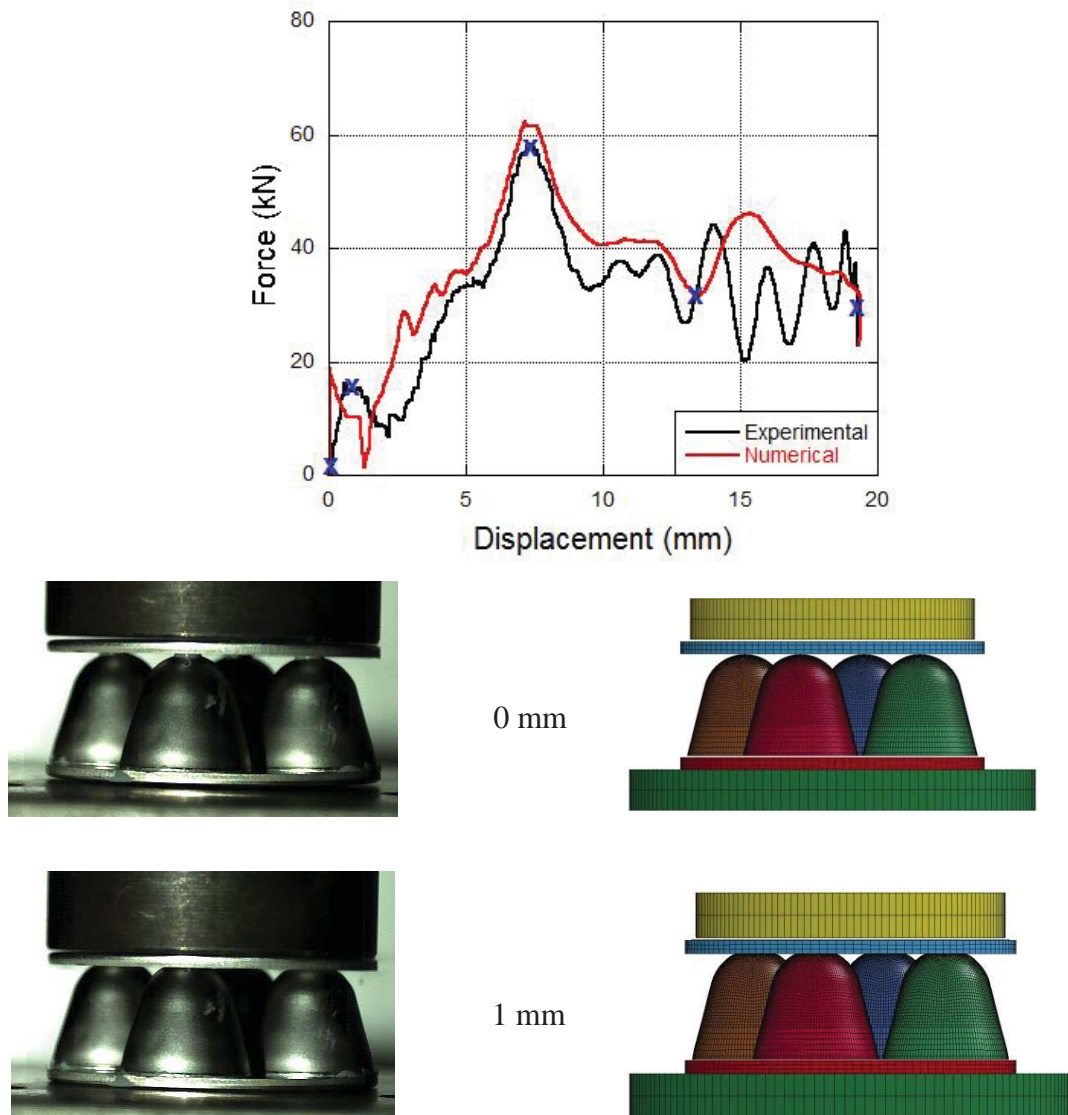 80
60
40
20
0
Force (kN)
X
X
X
X
X
Experimental
Numerical
0 5 10 15 20
Displacement (mm)
0 mm
1 mm